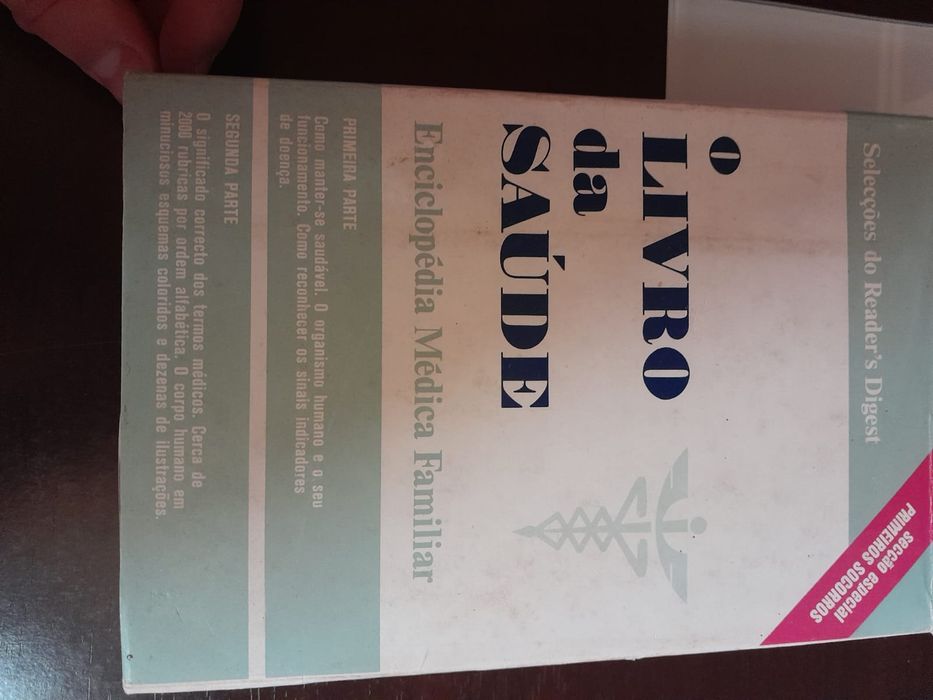 Selecções do Reader's Digest
secção especial
PRIMEIROS SOCORROS
O
LIVRO
da
SAÚDE
Enciclopédia Médica Familiar
PRIMEIRA PARTE
Como manter-se saudável. O organismo humano e o seu
funcionamento. Como reconhecer os sinais indicadores
de doença.
SEGUNDA PARTE
O significado correcto dos termos médicos. Cerca de
2000 rubricas por ordem alfabética. O corpo humano em
minuciosos esquemas coloridos e dezenas de ilustrações.